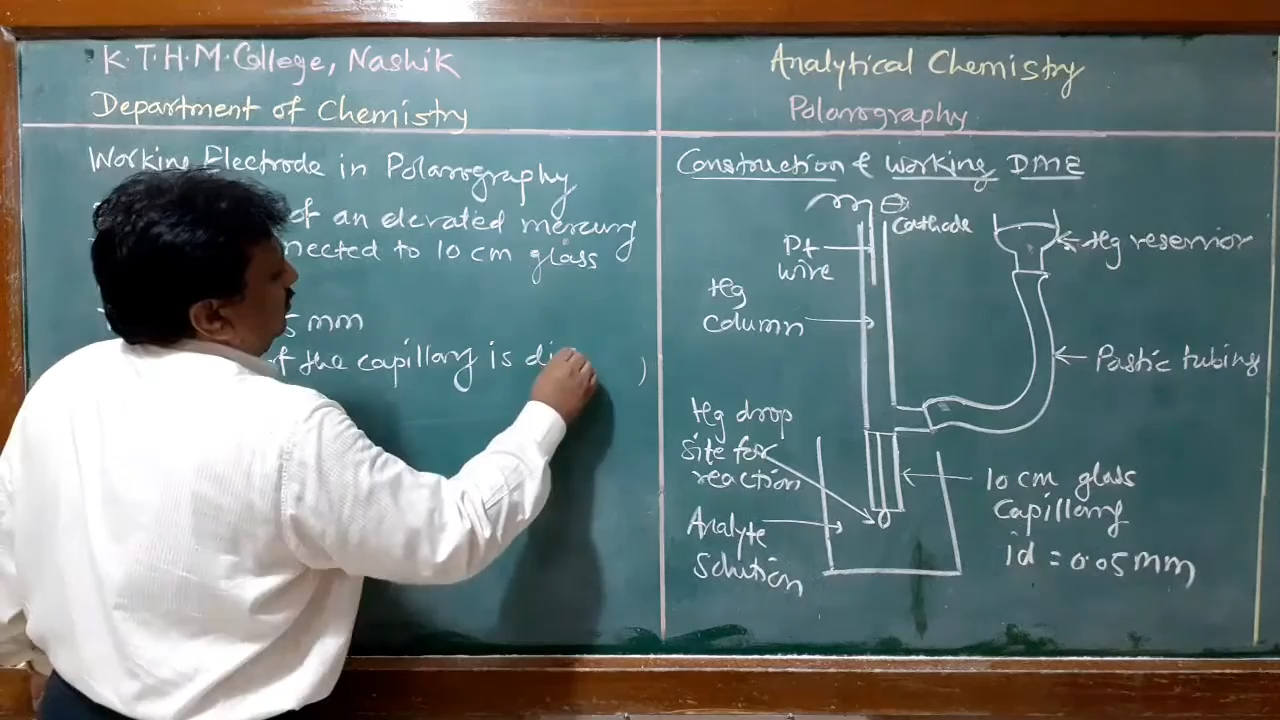 K.T.H.M. College, Nashik
Department of Chemistry
Working Electrode in Polarography
of an elevated mercury
nected to 10 cm glass
5 mm
of the capillary is di
)
Analytical Chemistry
Polarography
Construction & working DME
Cathode
Pt
wire
Hg reservior
Hg
column
Pastic tubing
Hg drop
site for
reaction
10 cm glass
Capillary
id = 0.05 mm
Analyte
Solution